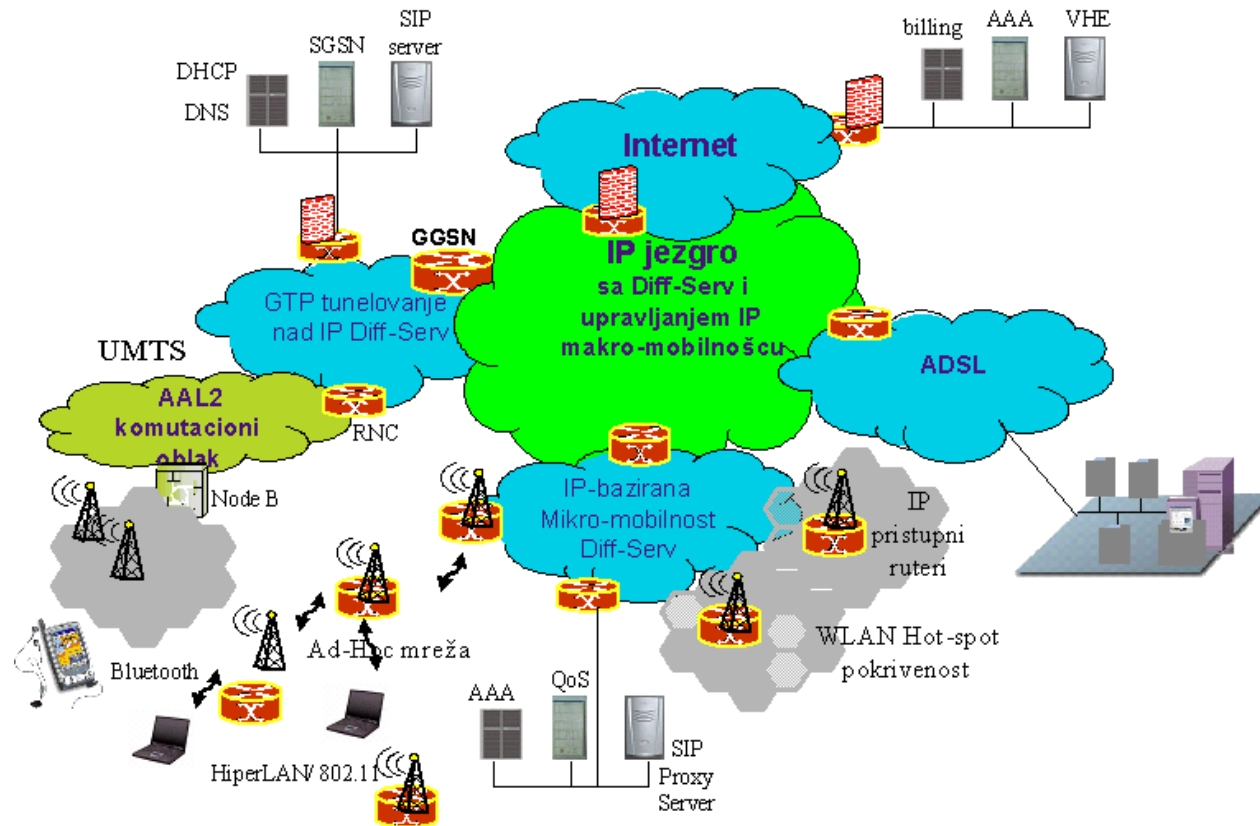 SIP
server
SGSN
DHCP
DNS
billing
AAA
VHE
Internet
GGSN
IP jezgro
sa Diff-Serv i
upravljanjem IP
makro-mobilnošcu
GTP tunelovanje
nad IP Diff-Serv
UMTS
ADSL
AAL2
komutacioni
oblak
RNC
Node B
IP-bazirana
Mikro-mobilnost
Diff-Serv
IP
pristupni
ruteri
WLAN Hot-spot
pokrivenost
Ad-Hoc mreža
Bluetooth
AAA
QoS
HiperLAN/802.11
SIP
Proxy
Server